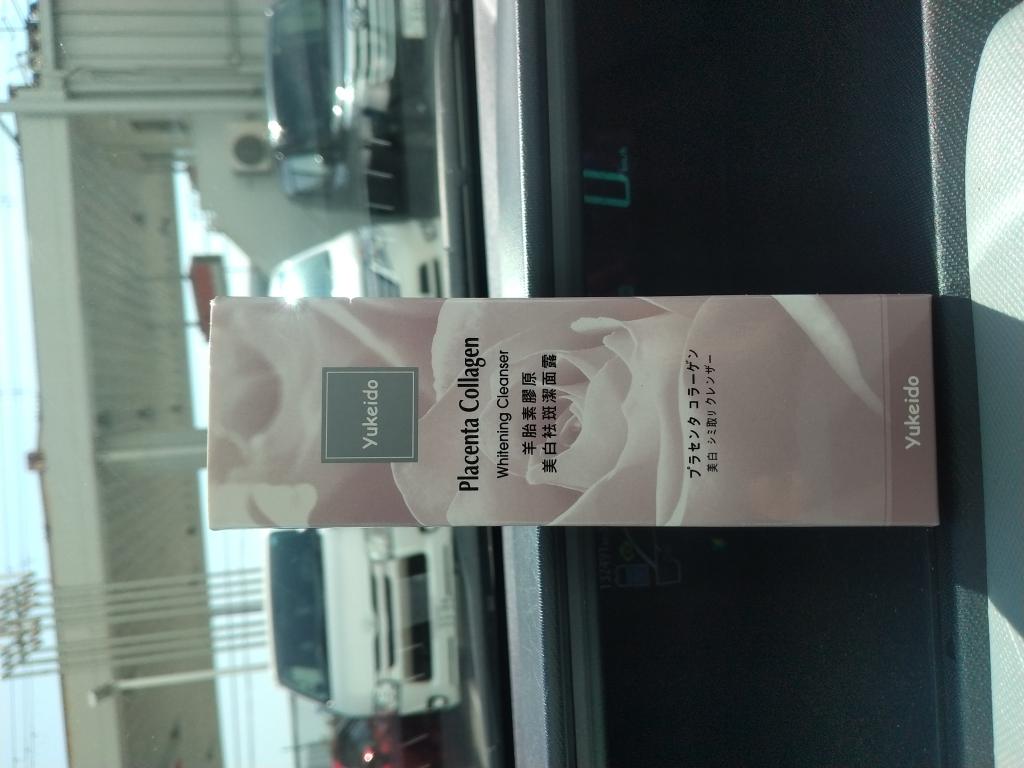 Yukeido
Placenta Collagen
Whitening Cleanser
羊胎素膠原
美白祛斑潔面露
プラセンタ コラーゲン
美白 シミ取り クレンザー
Yukeido